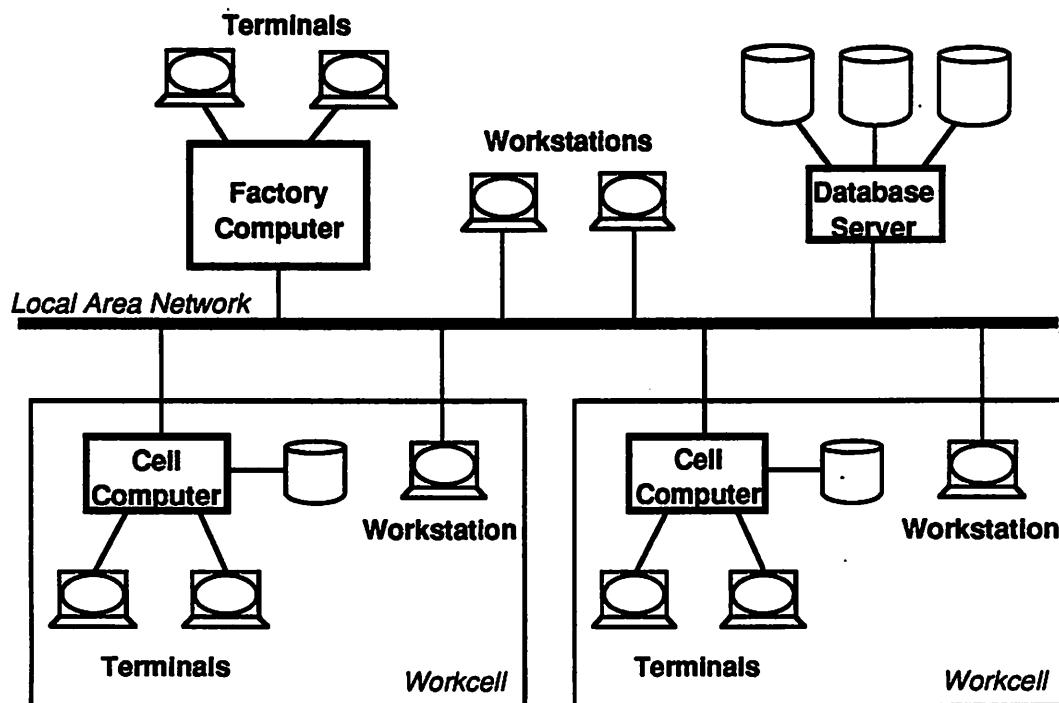 Terminals
Workstations
Factory
Computer
Database
Server
Local Area Network
Cell
Computer
Workstation
Terminals
Workcell
Cell
Computer
Workstation
Terminals
Workcell